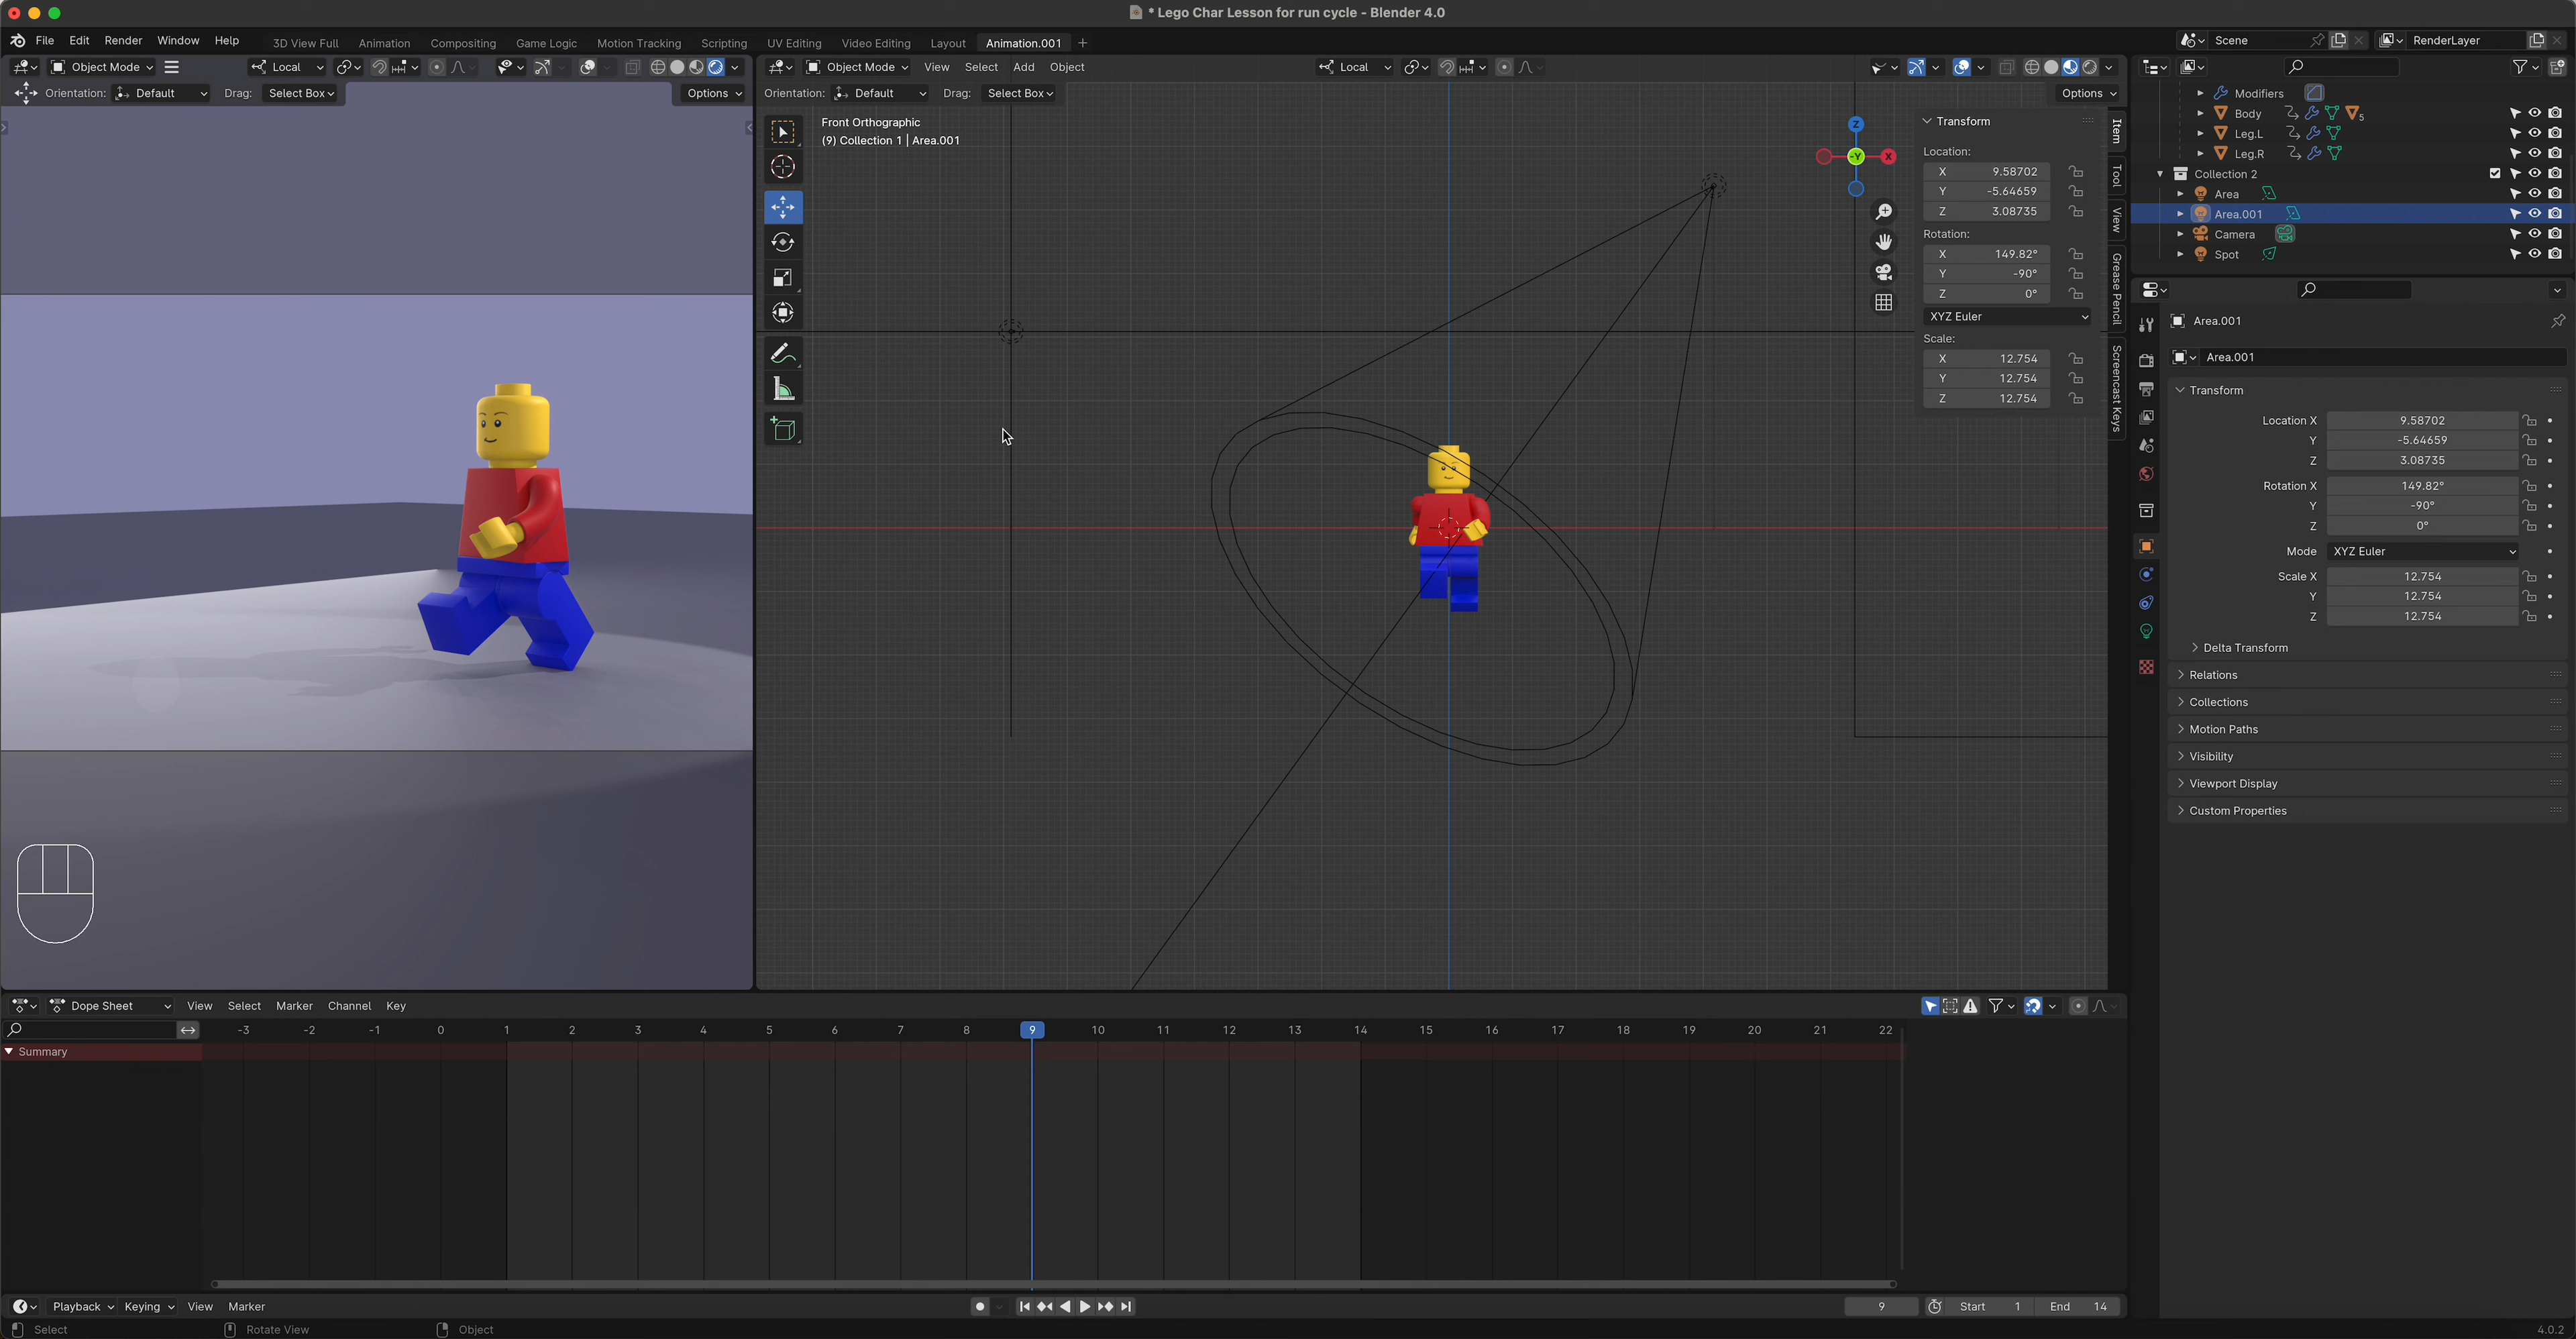 * Lego Char Lesson for run cycle - Blender 4.0
File Edit Render Window Help 3D View Full Animation Compositing Game Logic Motion Tracking Scripting UV Editing Video Editing Layout Animation.001 Scene RenderLayer
Object Mode Local Object Mode View Select Add Object Local
Orientation: Default Drag: Select Box Options Orientation: Default Drag: Select Box Options
Front Orthographic
(9) Collection 1 | Area.001
Z
-Y
X
Transform
Location:
X 9.58702
Y -5.64659
Z 3.08735
Rotation:
X 149.82°
Y -90°
Z 0°
XYZ Euler
Scale:
X 12.754
Y 12.754
Z 12.754
Item
Tool
View
Grease Pencil
Screencast Keys
Modifiers
Body 5
Leg.L
Leg.R
Collection 2
Area
Area.001
Camera
Spot
Area.001
Area.001
Transform
Location X 9.58702
Y -5.64659
Z 3.08735
Rotation X 149.82°
Y -90°
Z 0°
Mode XYZ Euler
Scale X 12.754
Y 12.754
Z 12.754
Delta Transform
Relations
Collections
Motion Paths
Visibility
Viewport Display
Custom Properties
Dope Sheet View Select Marker Channel Key
-3 -2 -1 0 1 2 3 4 5 6 7 8 9 10 11 12 13 14 15 16 17 18 19 20 21 22
Summary
Playback Keying View Marker 9 Start 1 End 14
Select Rotate View Object 4.0.2